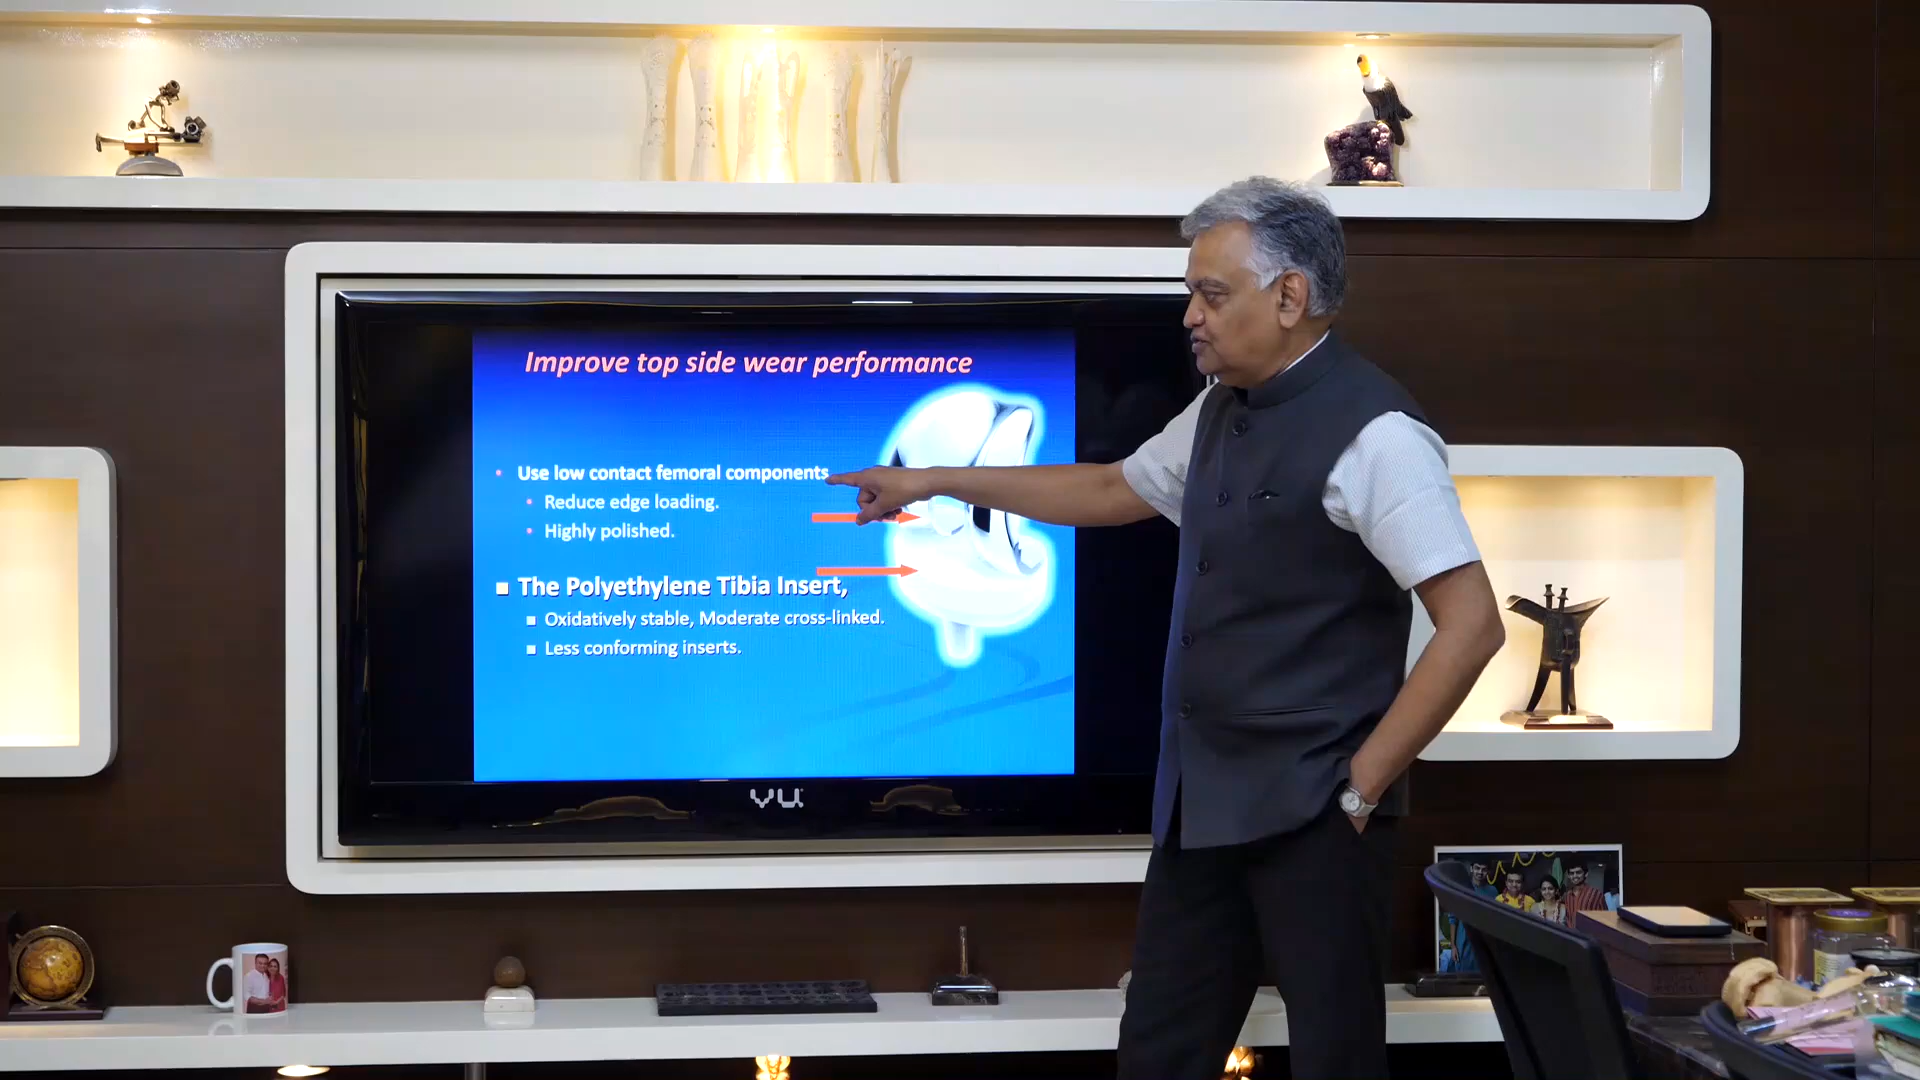 Improve top side wear performance
• Use low contact femoral components
• Reduce edge loading.
• Highly polished.
■ The Polyethylene Tibia Insert,
■ Oxidatively stable, Moderate cross-linked.
■ Less conforming inserts.
VU